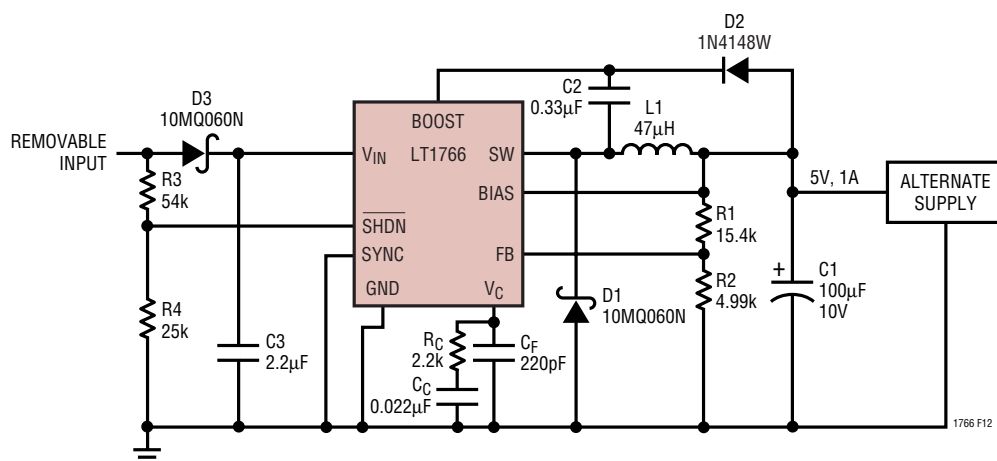 D2
1N4148W
C2
0.33µF
L1
47µH
D3
10MQ060N
REMOVABLE
INPUT
BOOST
LT1766
VIN
SW
BIAS
SHDN
SYNC
FB
GND
VC
R3
54k
R4
25k
C3
2.2µF
RC
2.2k
CC
0.022µF
CF
220pF
D1
10MQ060N
R1
15.4k
R2
4.99k
5V, 1A
ALTERNATE
SUPPLY
+
C1
100µF
10V
1766 F12